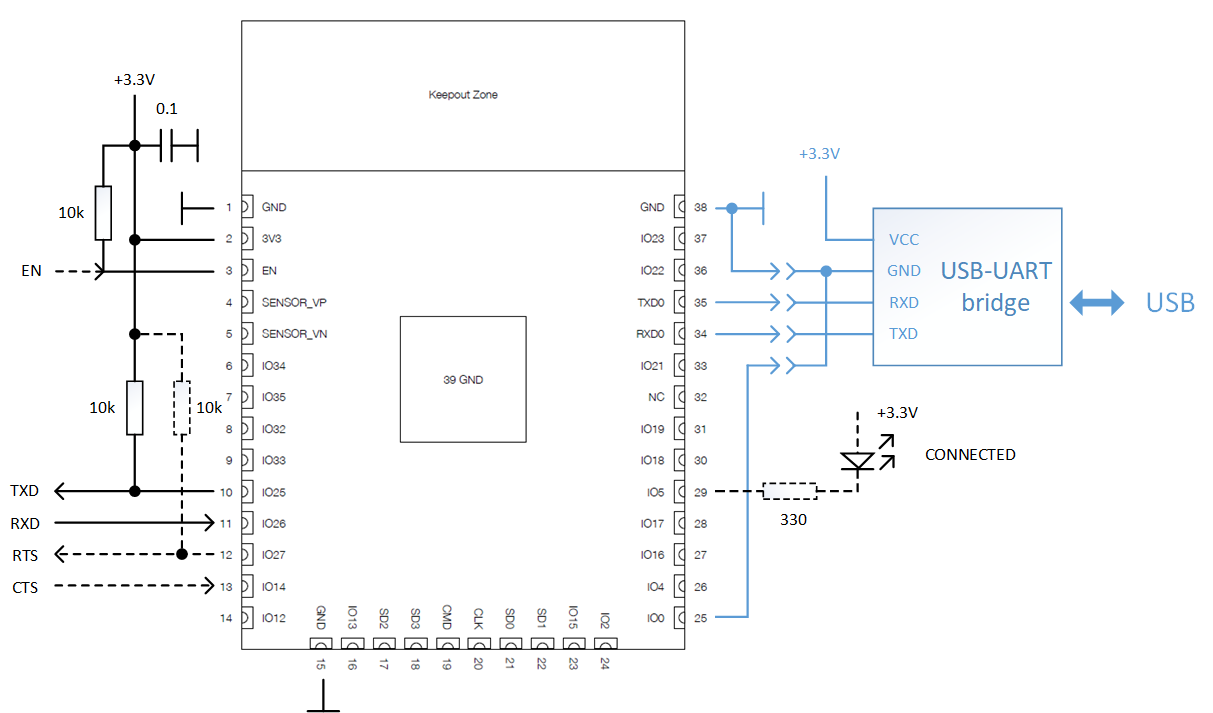 Keepout Zone
+3.3V
0.1
10k
EN
10k
10k
TXD
RXD
RTS
CTS
1 GND
2 3V3
3 EN
4 SENSOR_VP
5 SENSOR_VN
6 IO34
7 IO35
8 IO32
9 IO33
10 IO25
11 IO26
12 IO27
13 IO14
14 IO12
39 GND
GND
IO13
SD2
SD3
CMD
CLK
SD0
SD1
IO15
IO2
15
16
17
18
19
20
21
22
23
24
GND 38
IO23 37
IO22 36
TXD0 35
RXD0 34
IO21 33
NC 32
IO19 31
IO18 30
IO5 29
IO17 28
IO16 27
IO4 26
IO0 25
+3.3V
VCC
GND
RXD
TXD
USB-UART
bridge
USB
+3.3V
CONNECTED
330